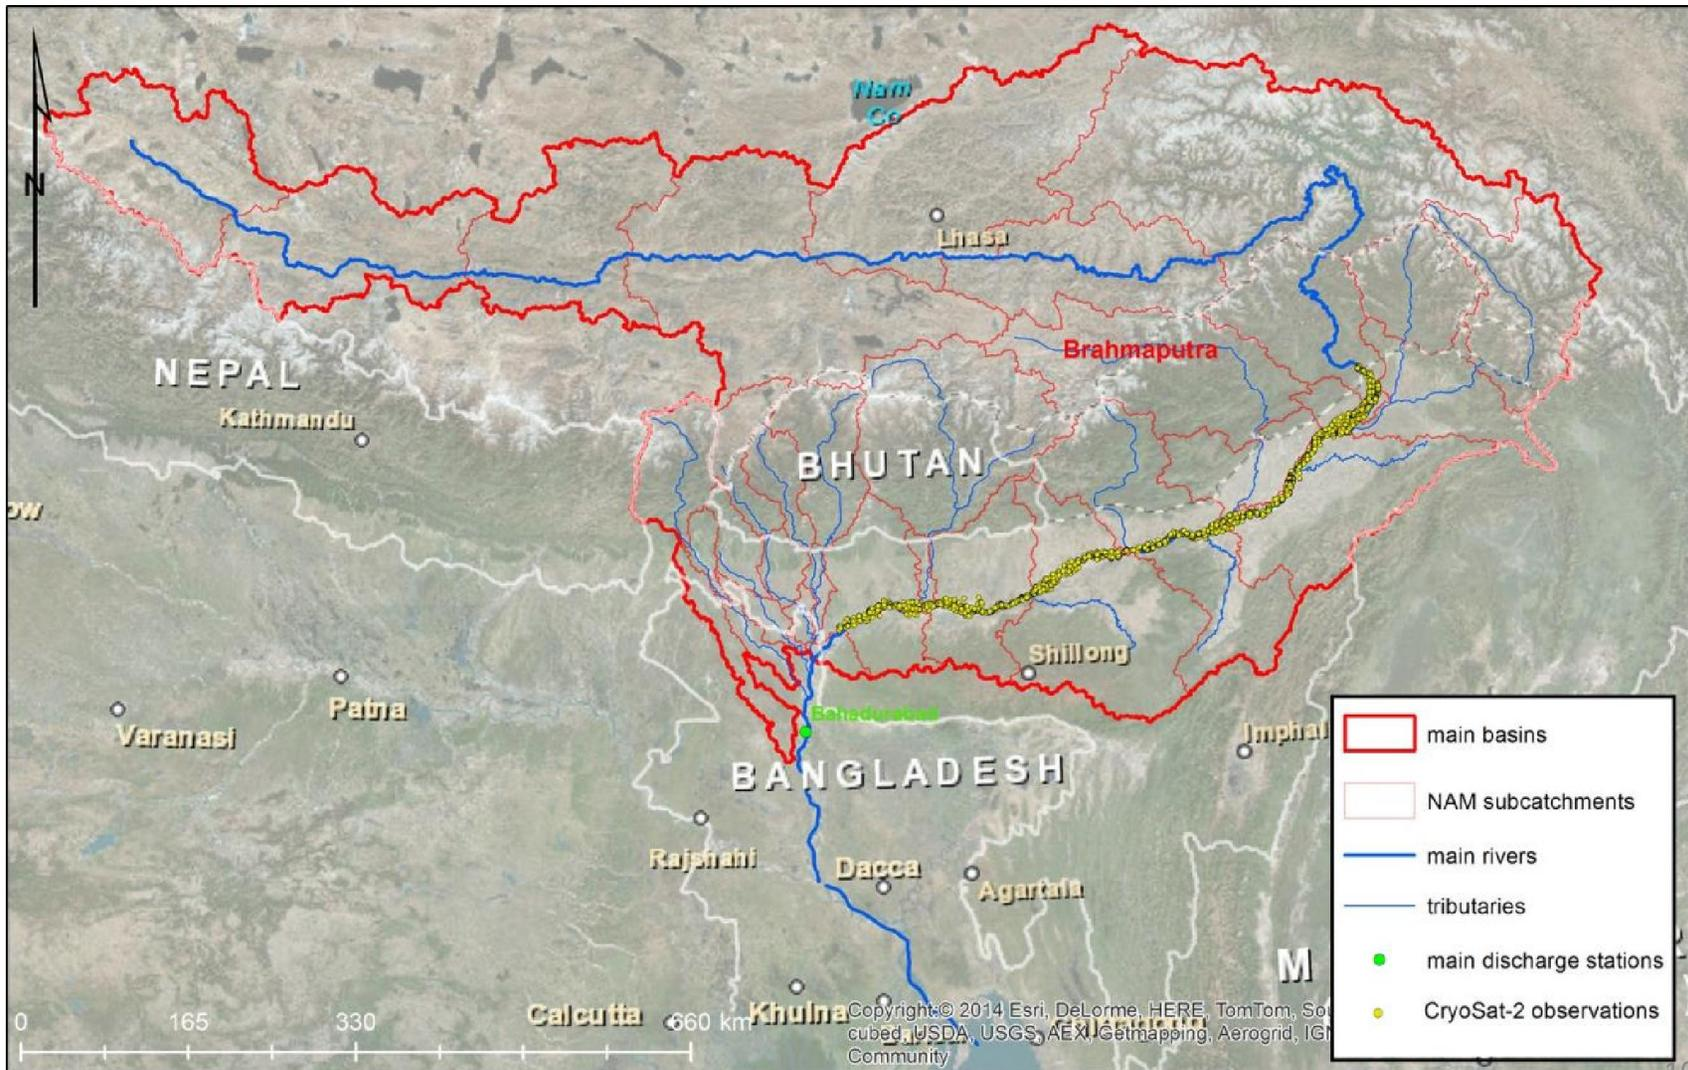 Nam
Co
N
Lhasa
Brahmaputra
NEPAL
Kathmandu
BHUTAN
ow
Shillong
Patna
Varanasi
Bahadurabad
Imphal
BANGLADESH
Rajshahi
Dacca
Agartala
M
Calcutta
Khulna
0 165 330 660 km
Copyright:© 2014 Esri, DeLorme, HERE, TomTom, Sou
cubed, USDA, USGS, AEX, Getmapping, Aerogrid, IGN
Community
main basins
NAM subcatchments
main rivers
tributaries
main discharge stations
CryoSat-2 observations